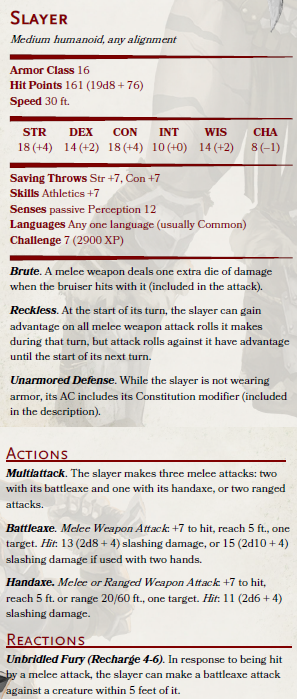 SLAYER
Medium humanoid, any alignment
Armor Class 16
Hit Points 161 (19d8 + 76)
Speed 30 ft.
STR DEX CON INT WIS CHA
18 (+4) 14 (+2) 18 (+4) 10 (+0) 14 (+2) 8 (–1)
Saving Throws Str +7, Con +7
Skills Athletics +7
Senses passive Perception 12
Languages Any one language (usually Common)
Challenge 7 (2900 XP)
Brute. A melee weapon deals one extra die of damage
when the bruiser hits with it (included in the attack).
Reckless. At the start of its turn, the slayer can gain
advantage on all melee weapon attack rolls it makes
during that turn, but attack rolls against it have advantage
until the start of its next turn.
Unarmored Defense. While the slayer is not wearing
armor, its AC includes its Constitution modifier (included
in the description).
ACTIONS
Multiattack. The slayer makes three melee attacks: two
with its battleaxe and one with its handaxe, or two ranged
attacks.
Battleaxe. Melee Weapon Attack: +7 to hit, reach 5 ft., one
target. Hit: 13 (2d8 + 4) slashing damage, or 15 (2d10 + 4)
slashing damage if used with two hands.
Handaxe. Melee or Ranged Weapon Attack: +7 to hit,
reach 5 ft. or range 20/60 ft., one target. Hit: 11 (2d6 + 4)
slashing damage.
REACTIONS
Unbridled Fury (Recharge 4-6). In response to being hit
by a melee attack, the slayer can make a battleaxe attack
against a creature within 5 feet of it.